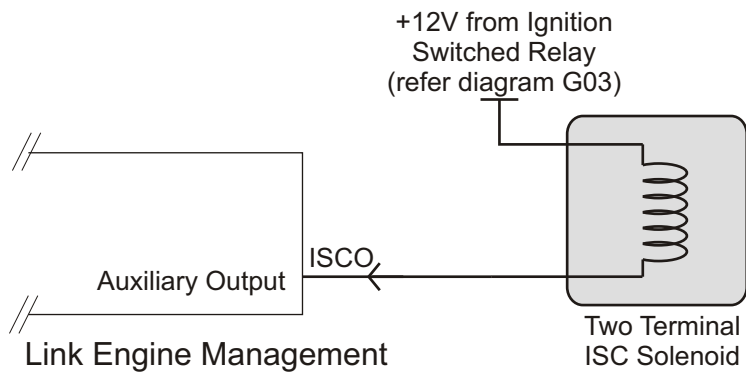 +12V from Ignition
Switched Relay
(refer diagram G03)
ISCO
Auxiliary Output
Link Engine Management
Two Terminal
ISC Solenoid